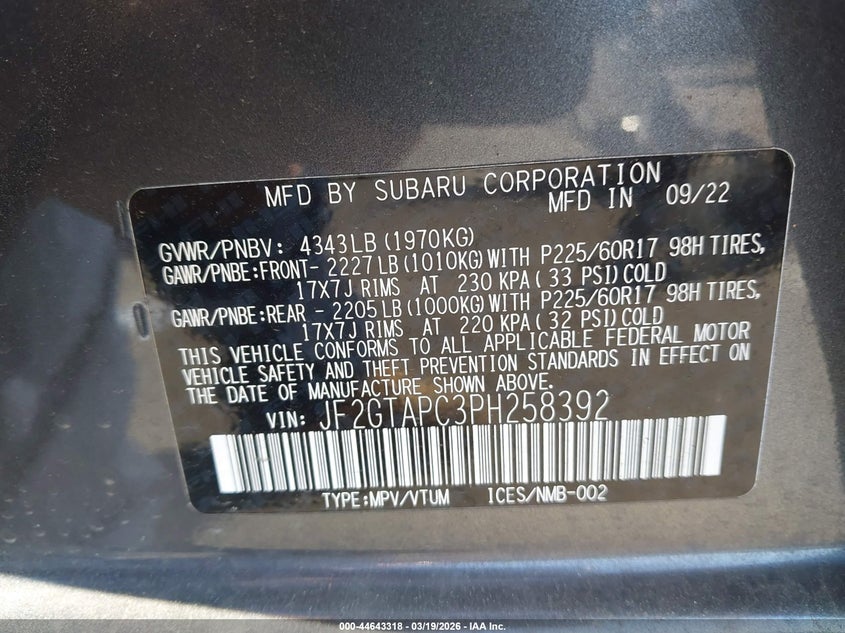 MFD BY SUBARU CORPORATION
MFD IN 09/22
GVWR/PNBV: 4343LB(1970KG)
GAWR/PNBE:FRONT- 2227LB(1010KG)WITH P225/60R17 98H TIRES,
17X7J RIMS AT 230 KPA( 33 PSI)COLD
GAWR/PNBE:REAR - 2205LB(1000KG)WITH P225/60R17 98H TIRES,
17X7J RIMS AT 220 KPA( 32 PSI)COLD
THIS VEHICLE CONFORMS TO ALL APPLICABLE FEDERAL MOTOR
VEHICLE SAFETY AND THEFT PREVENTION STANDARDS IN EFFECT ON
THE DATE OF MANUFACTURE SHOWN ABOVE.
VIN: JF2GTAPC3PH258392
TYPE:MPV/VTUM ICES/NMB-002
000-44643318 - 03/19/2026 - IAA Inc.